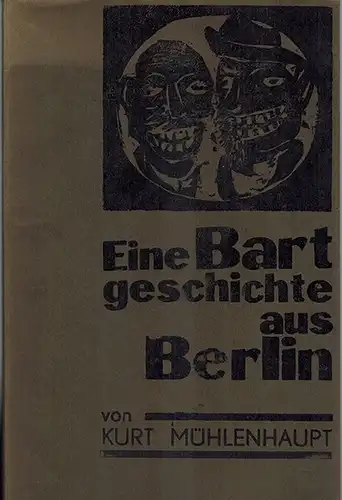 Eine Bart
geschichte
aus
Berlin
von
KURT MÜHLENHAUPT